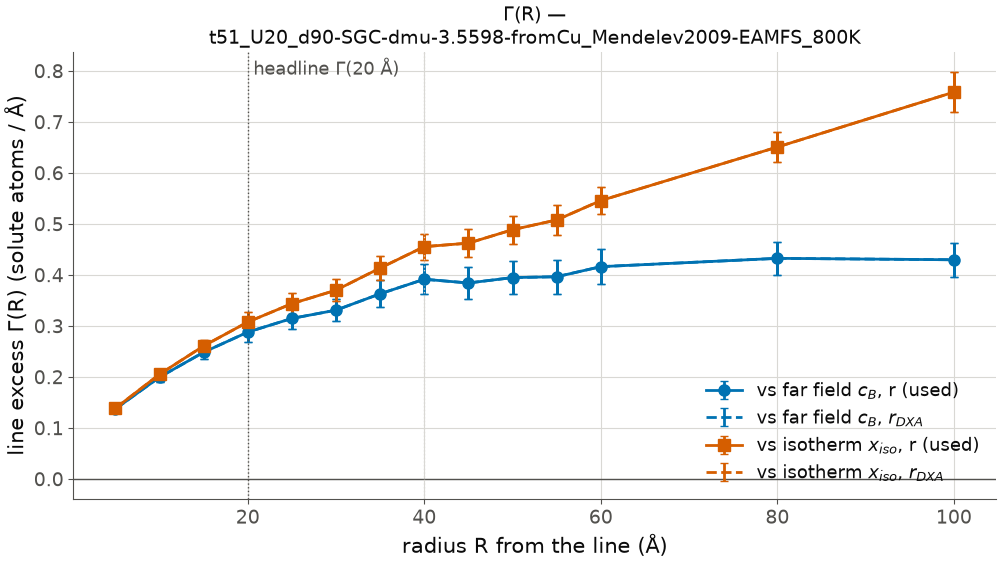 Γ(R) —
t51_U20_d90-SGC-dmu-3.5598-fromCu_Mendelev2009-EAMFS_800K
headline Γ(20 Å)
line excess Γ(R) (solute atoms / Å)
0.8
0.7
0.6
0.5
0.4
0.3
0.2
0.1
0.0
vs far field c_B, r (used)
vs far field c_B, r_DXA
vs isotherm x_iso, r (used)
vs isotherm x_iso, r_DXA
20
40
60
80
100
radius R from the line (Å)